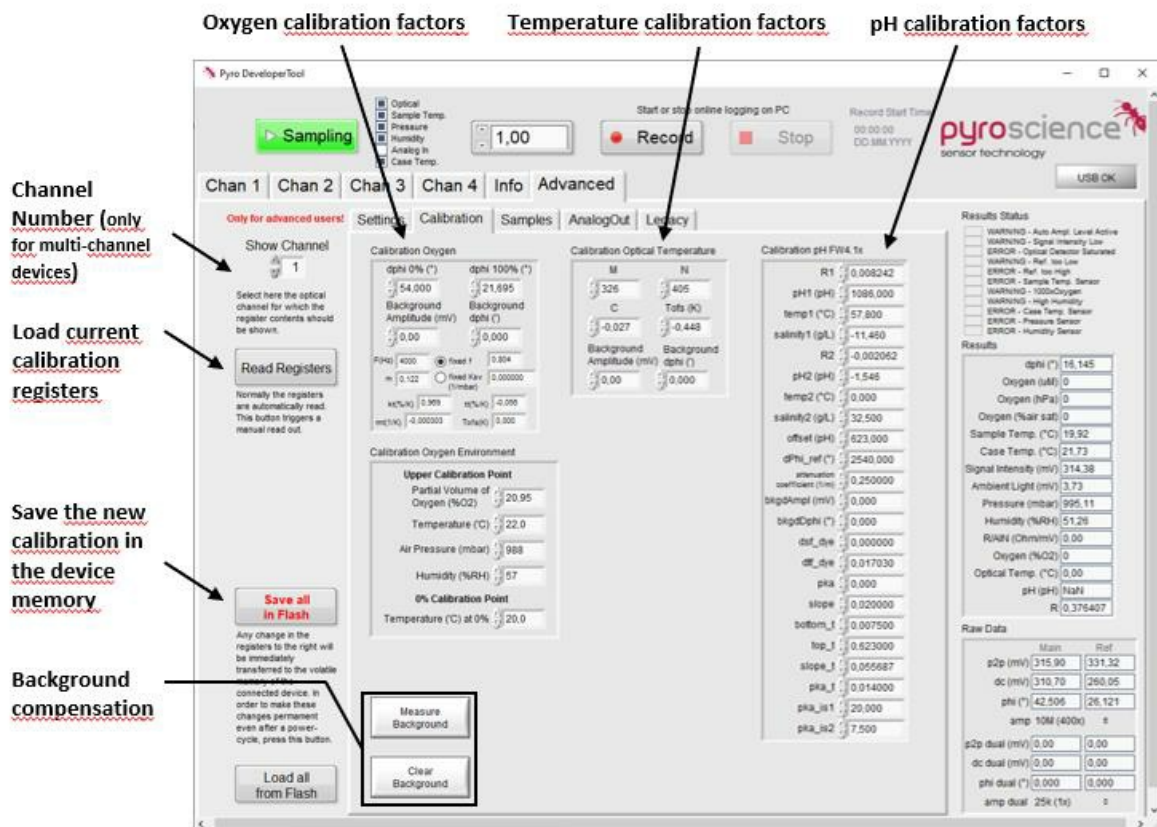 Oxygen calibration factors
Temperature calibration factors
pH calibration factors
Channel
Number (only
for multi-channel
devices)
Load current
calibration
registers
Save the new
calibration in
the device
memory
Background
compensation
Pyro DeveloperTool
Sampling
Optical
Sample Temp.
Pressure
Humidity
Analog In
Case Temp.
1,00
Start or stop online logging on PC
Record
Stop
Record Start Time
00:00:00
DD.MM.YYYY
pyroscience
sensor technology
USB OK
Chan 1 Chan 2 Chan 3 Chan 4 Info Advanced
Only for advanced users!
Settings Calibration Samples AnalogOut Legacy
Show Channel
1
Select here the optical
channel for which the
register contents should
be shown.
Read Registers
Normally the registers
are automatically read.
This button triggers a
manual read out.
Save all
in Flash
Any change in the
registers to the right will
be immediately
transferred to the volatile
memory of the
connected device. In
order to make these
changes permanent
even after a power-
cycle, press this button.
Load all
from Flash
Calibration Oxygen
dphi 0% (°) dphi 100% (°)
54,000 21,695
Background Background
Amplitude (mV) dphi (°)
0,00 0,000
F(Hz) 4000 fixed f 0,804
m 0,122 fixed Ksv 0,000000
(1/mbar)
kt(%/K) 0,969 tt(%/K) -0,066
mt(1/K) -0,000303 Tofs(K) 0,000
Calibration Oxygen Environment
Upper Calibration Point
Partial Volume of
Oxygen (%O2) 20,95
Temperature (°C) 22,0
Air Pressure (mbar) 988
Humidity (%RH) 57
0% Calibration Point
Temperature (°C) at 0% 20,0
Measure
Background
Clear
Background
Calibration Optical Temperature
M N
326 405
C Tofs (K)
-0,027 -0,448
Background Background
Amplitude (mV) dphi (°)
0,00 0,000
Calibration pH FW4.1x
R1 0,008242
pH1 (pH) 1086,000
temp1 (°C) 57,800
salinity1 (g/L) -11,460
R2 -0,002062
pH2 (pH) -1,546
temp2 (°C) 0,000
salinity2 (g/L) 32,500
offset (pH) 623,000
dPhi_ref (°) 2540,000
attenuation
coefficient (1/m) 0,250000
bkgdAmpl (mV) 0,000
bkgdDphi (°) 0,000
dsf_dye 0,000000
dtf_dye 0,017030
pka 0,000
slope 0,020000
bottom_t 0,007500
top_t 0,623000
slope_t 0,055687
pka_t 0,014000
pka_is1 20,000
pka_is2 7,500
Results Status
WARNING - Auto Ampl. Level Active
WARNING - Signal Intensity Low
ERROR - Optical Detector Saturated
WARNING - Ref. too Low
ERROR - Ref. too High
ERROR - Sample Temp. Sensor
WARNING - 1000xOxygen
WARNING - High Humidity
ERROR - Case Temp. Sensor
ERROR - Pressure Sensor
ERROR - Humidity Sensor
Results
dphi (°) 16,145
Oxygen (uM) 0
Oxygen (hPa) 0
Oxygen (%air sat) 0
Sample Temp. (°C) 19,92
Case Temp. (°C) 21,73
Signal Intensity (mV) 314,38
Ambient Light (mV) 3,73
Pressure (mbar) 995,11
Humidity (%RH) 51,26
R/AIN (Ohm/mV) 0,00
Oxygen (%O2) 0
Optical Temp. (°C) 0,00
pH (pH) NaN
R 0,376407
Raw Data
Main Ref
p2p (mV) 315,90 331,32
dc (mV) 310,70 260,05
phi (°) 42,506 26,121
amp 10M (400x)
p2p dual (mV) 0,00 0,00
dc dual (mV) 0,00 0,00
phi dual (°) 0,000 0,000
amp dual 25k (1x)